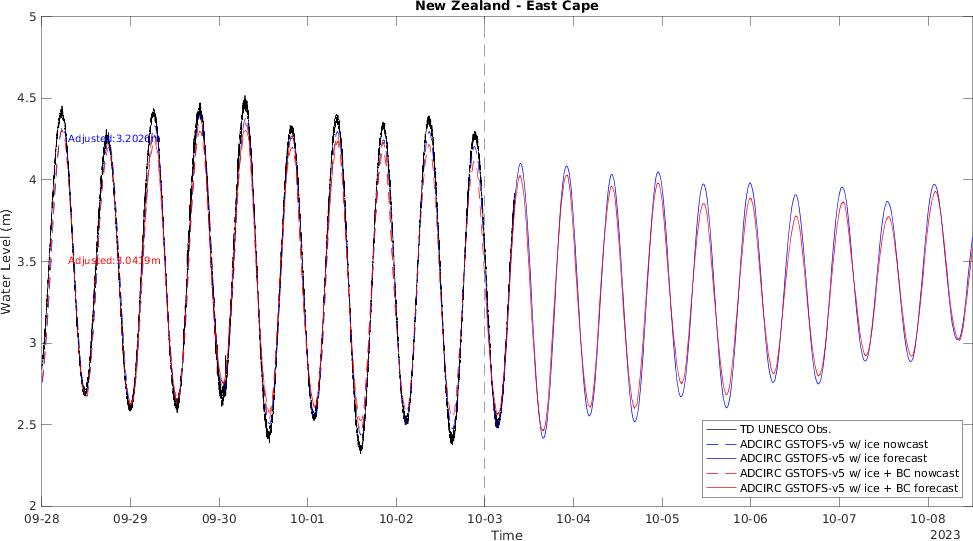 New Zealand - East Cape
5
4.5
4
3.5
3
2.5
2
Water Level (m)
Adjusted:3.2026m
Adjusted:3.0419m
TD UNESCO Obs.
ADCIRC GSTOFS-v5 w/ ice nowcast
ADCIRC GSTOFS-v5 w/ ice forecast
ADCIRC GSTOFS-v5 w/ ice + BC nowcast
ADCIRC GSTOFS-v5 w/ ice + BC forecast
09-28 09-29 09-30 10-01 10-02 10-03 10-04 10-05 10-06 10-07 10-08
2023
Time